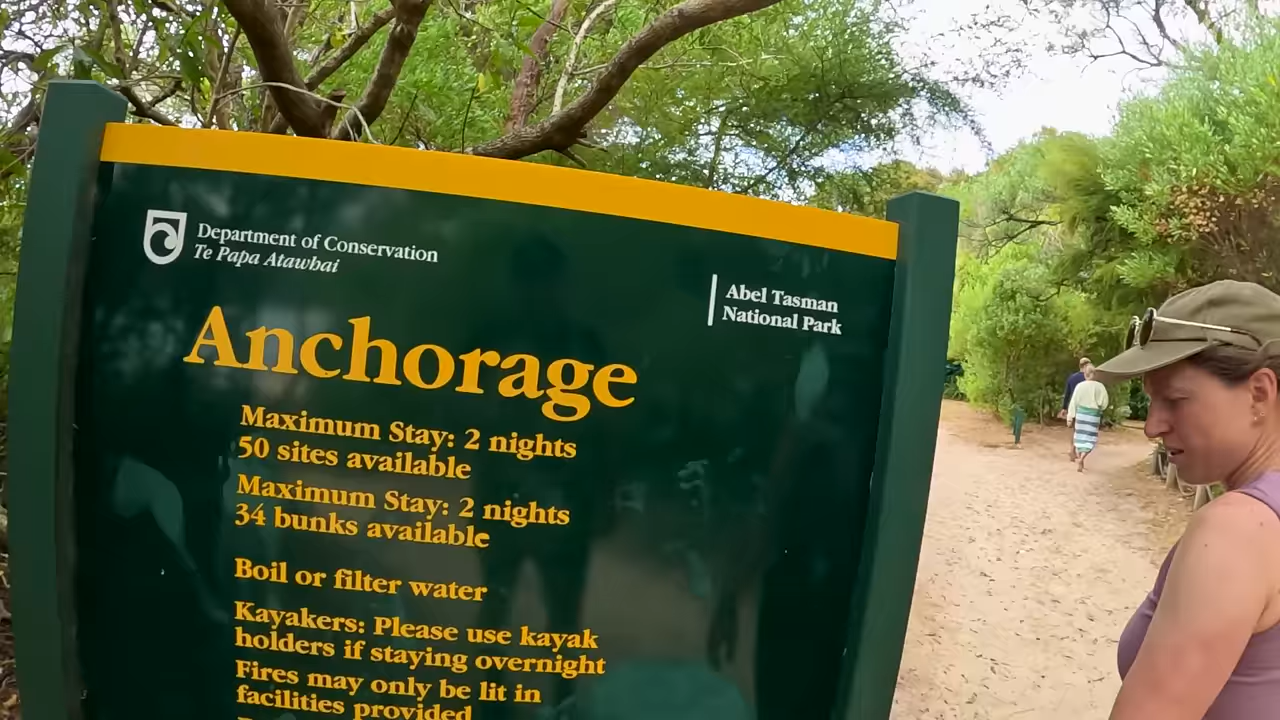 Department of Conservation
Te Papa Atawhai
Abel Tasman
National Park
Anchorage
Maximum Stay: 2 nights
50 sites available
Maximum Stay: 2 nights
34 bunks available
Boil or filter water
Kayakers: Please use kayak
holders if staying overnight
Fires may only be lit in
facilities provided